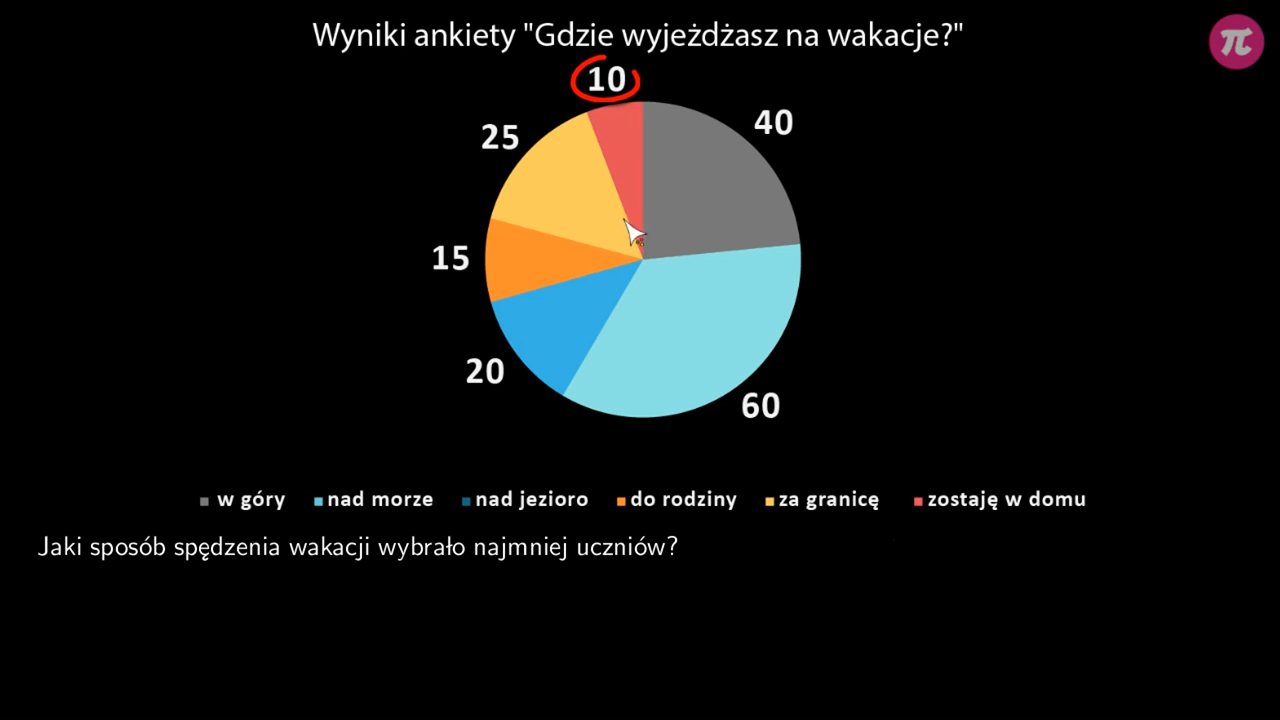 Wyniki ankiety "Gdzie wyjeżdżasz na wakacje?"
π
10
40
25
15
20
60
w góry nad morze nad jezioro do rodziny za granicę zostaję w domu
Jaki sposób spędzenia wakacji wybrało najmniej uczniów?